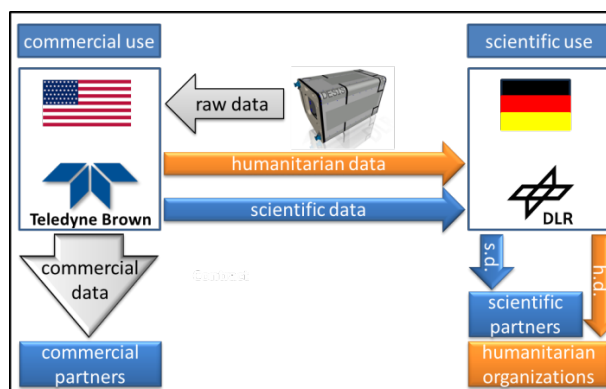 commercial use
scientific use
raw data
humanitarian data
Teledyne Brown
scientific data
DLR
commercial
data
s.d.
h.d.
scientific
partners
commercial
partners
humanitarian
organizations